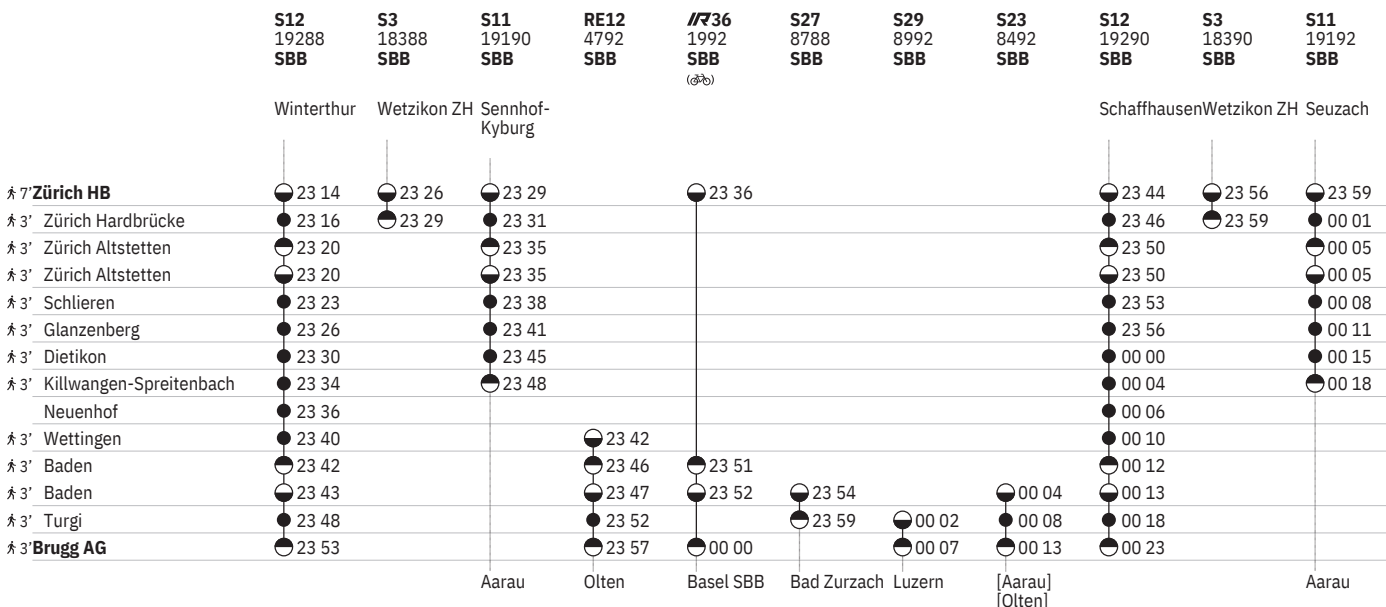 S12 S3 S11 RE12 IR36 S27 S29 S23 S12 S3 S11
19288 18388 19190 4792 1992 8788 8992 8492 19290 18390 19192
SBB SBB SBB SBB SBB SBB SBB SBB SBB SBB SBB
Winterthur Wetzikon ZH Sennhof- Schaffhausen Wetzikon ZH Seuzach
Kyburg
7’ Zürich HB 23 14 23 26 23 29 23 36 23 44 23 56 23 59
3’ Zürich Hardbrücke 23 16 23 29 23 31 23 46 23 59 00 01
3’ Zürich Altstetten 23 20 23 35 23 50 00 05
3’ Zürich Altstetten 23 20 23 35 23 50 00 05
3’ Schlieren 23 23 23 38 23 53 00 08
3’ Glanzenberg 23 26 23 41 23 56 00 11
3’ Dietikon 23 30 23 45 00 00 00 15
3’ Killwangen-Spreitenbach 23 34 23 48 00 04 00 18
Neuenhof 23 36 00 06
3’ Wettingen 23 40 23 42 00 10
3’ Baden 23 42 23 46 23 51 00 12
3’ Baden 23 43 23 47 23 52 23 54 00 04 00 13
3’ Turgi 23 48 23 52 23 59 00 02 00 08 00 18
3’ Brugg AG 23 53 23 57 00 00 00 07 00 13 00 23
Aarau Olten Basel SBB Bad Zurzach Luzern [Aarau] Aarau
[Olten]